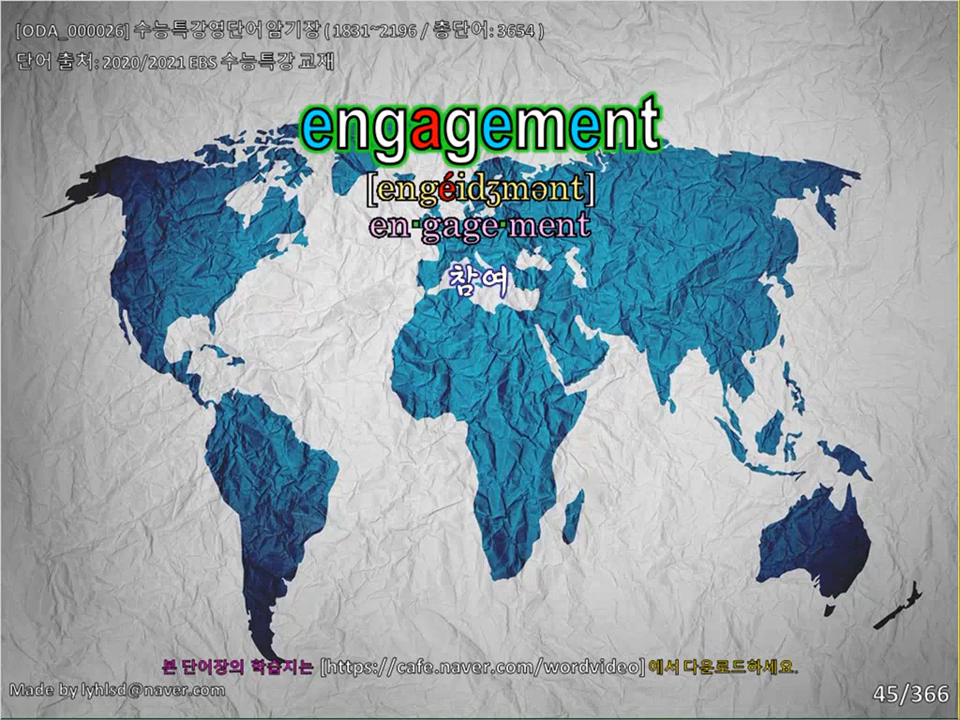 [ODA_000026] 수능특강영단어 암기장 ( 1831~2196 / 총단어: 3654 )
단어 출처: 2020/2021 EBS 수능특강 교재
engagement
[engéidʒmənt]
en·gage·ment
참여
본 단어장의 학습지는 [https://cafe.naver.com/wordvideo] 에서 다운로드하세요.
Made by lyhlsd@naver.com
45/366